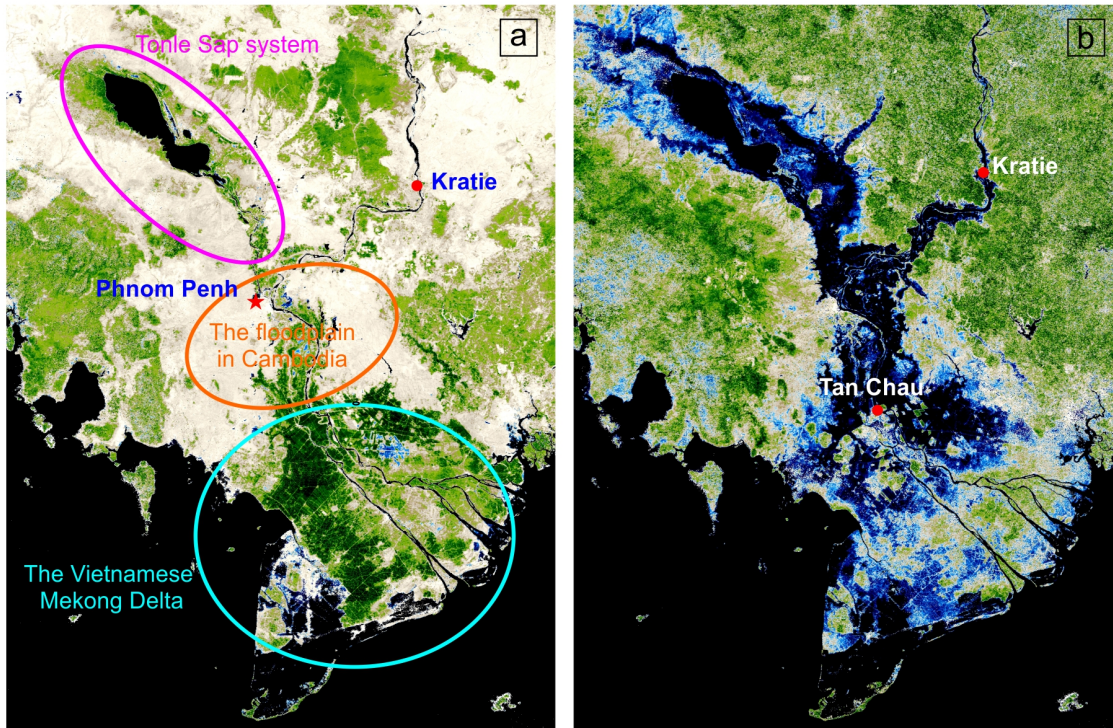 a
Tonle Sap system
Kratie
Phnom Penh
The floodplain
in Cambodia
The Vietnamese
Mekong Delta
b
Kratie
Tan Chau